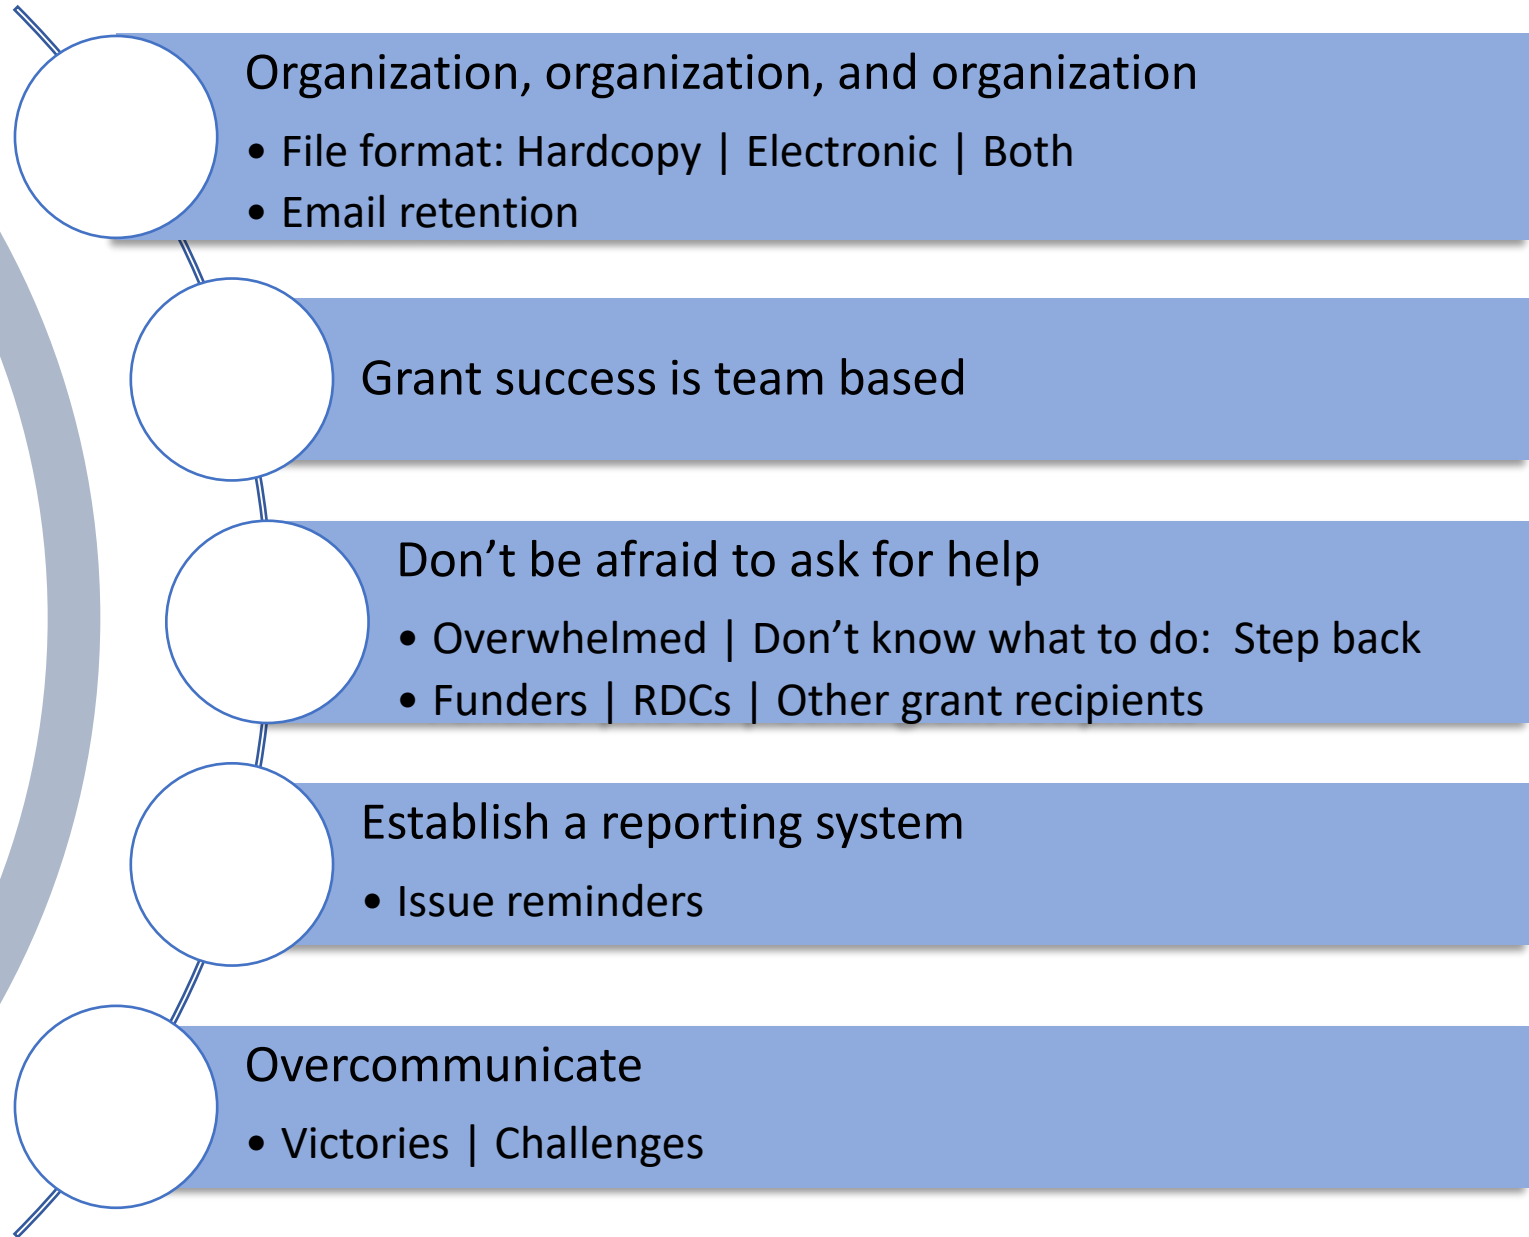 Organization, organization, and organization
• File format: Hardcopy | Electronic | Both
• Email retention
Grant success is team based
Don’t be afraid to ask for help
• Overwhelmed | Don’t know what to do:  Step back
• Funders | RDCs | Other grant recipients
Establish a reporting system
• Issue reminders
Overcommunicate
• Victories | Challenges